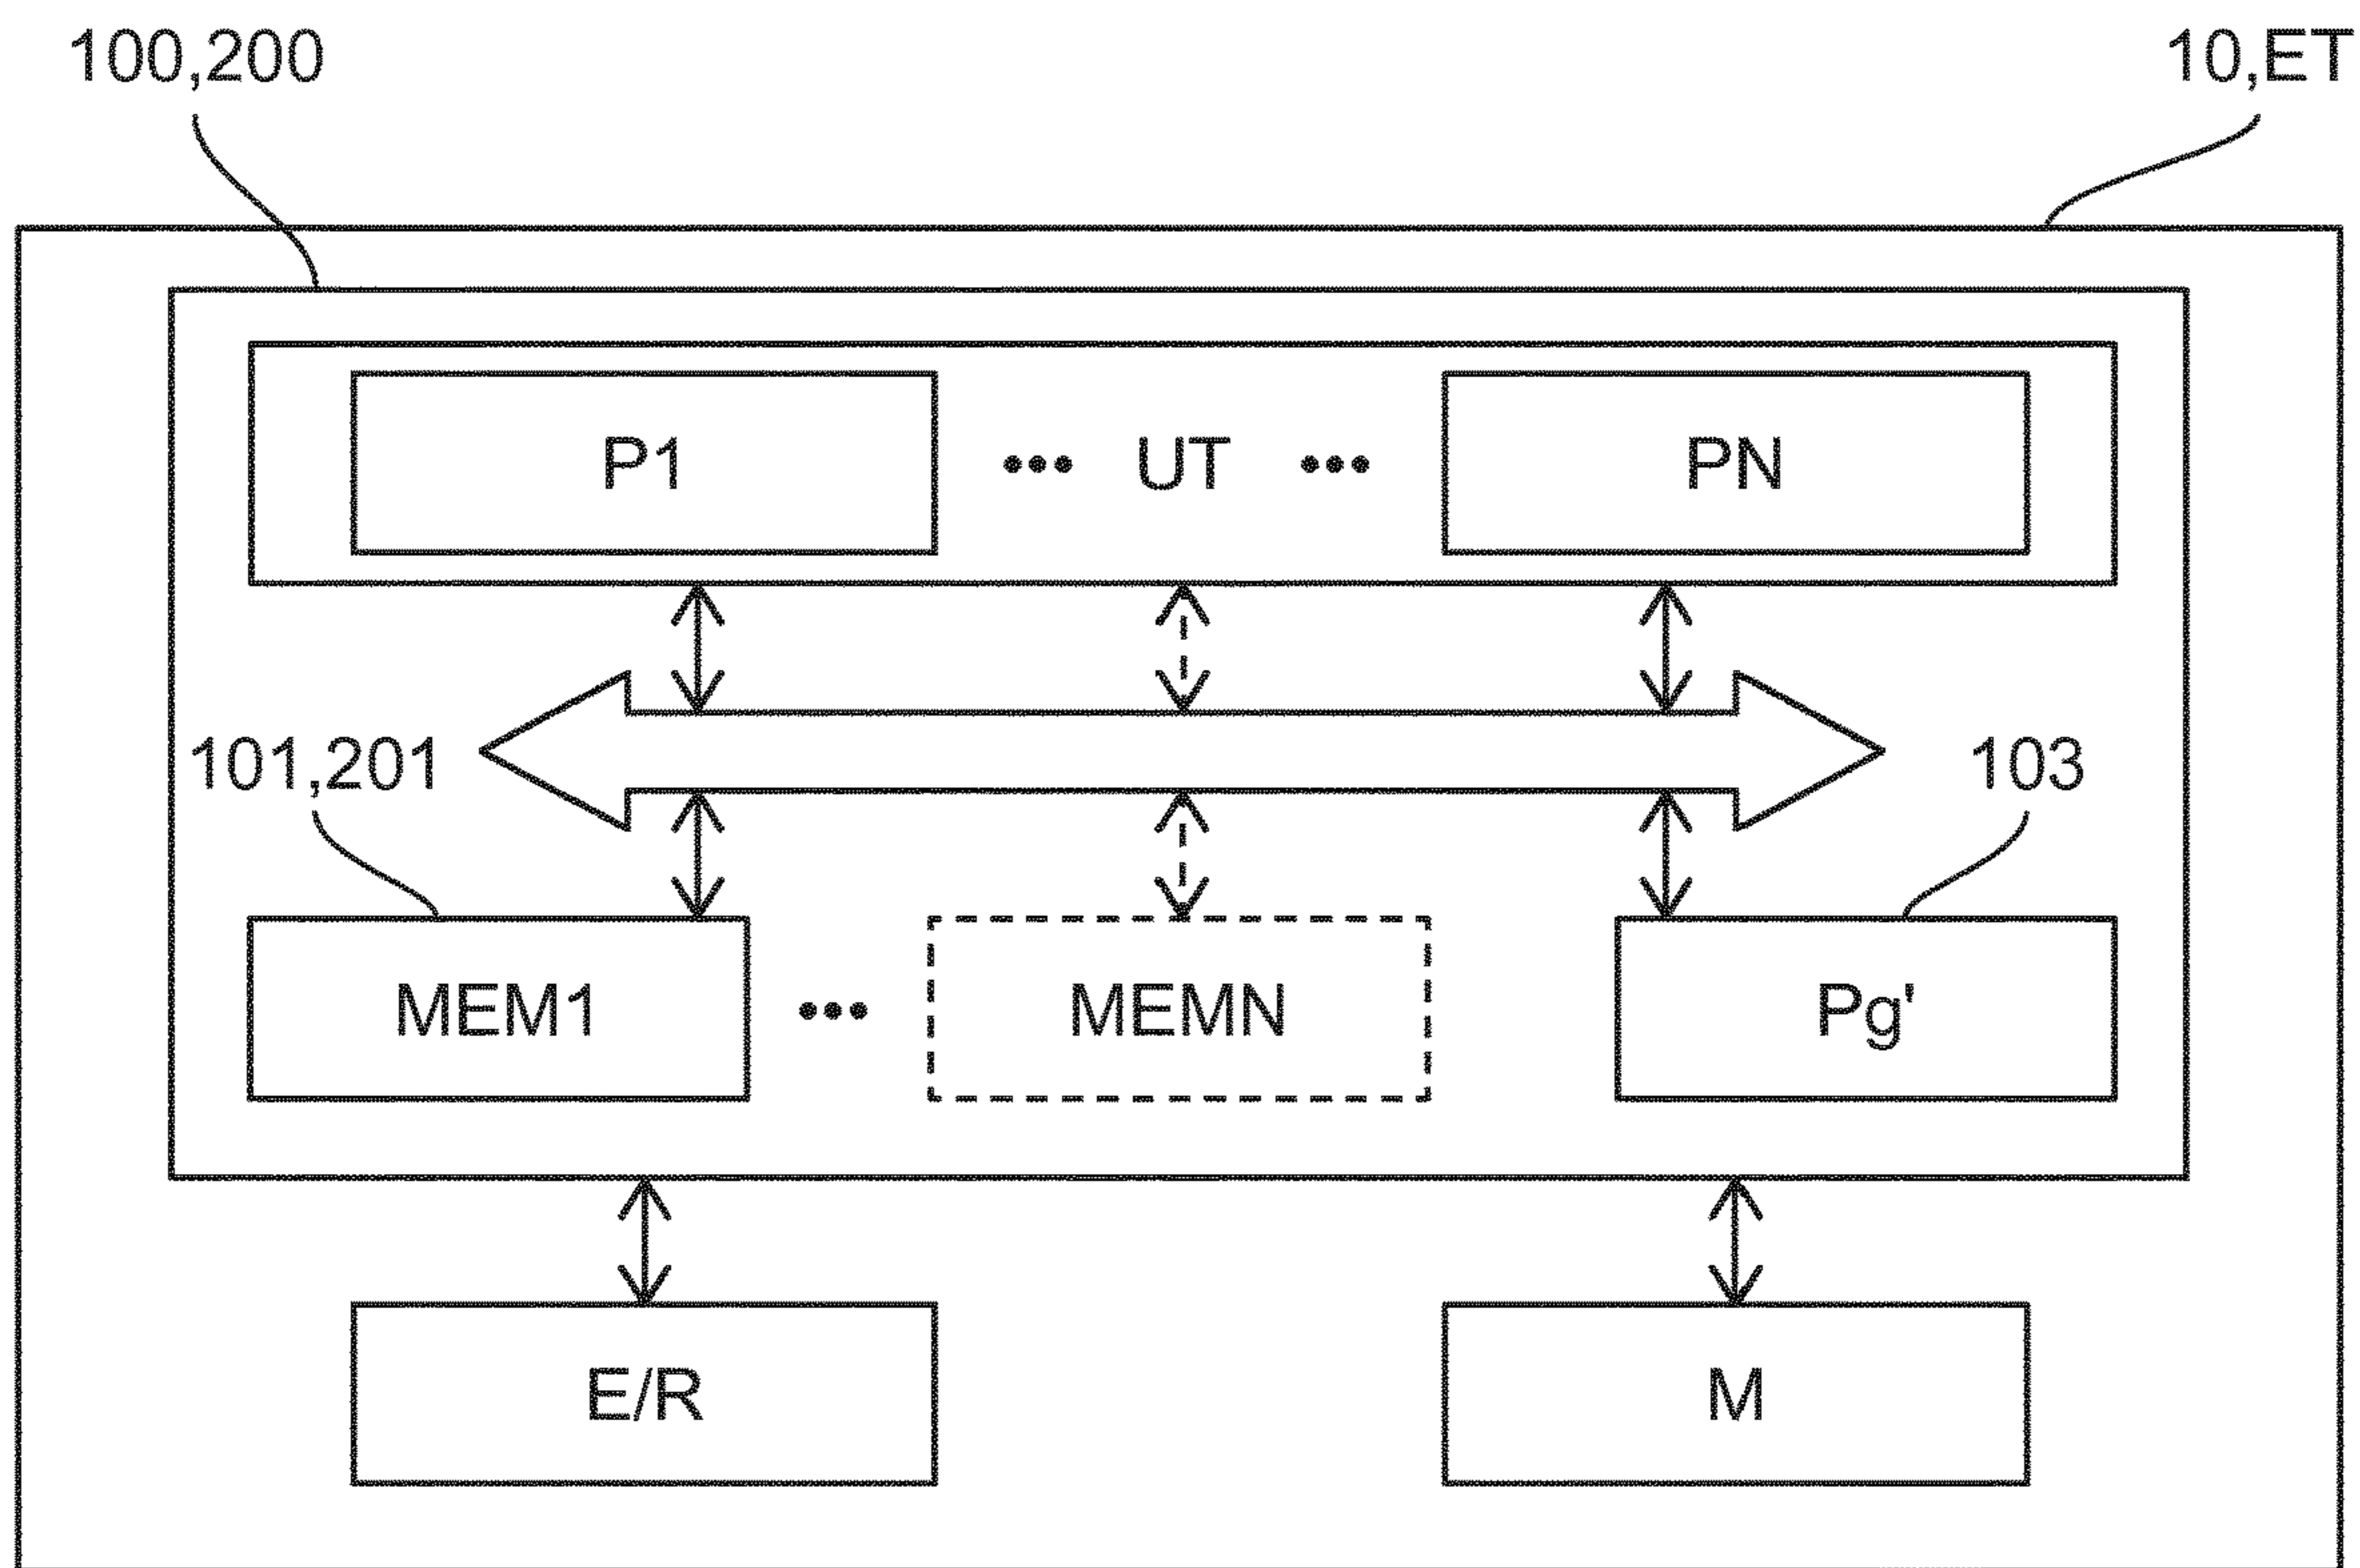 100,200
10,ET
P1 ••• UT ••• PN
101,201
103
MEM1 ••• MEMN
Pg'
E/R
M